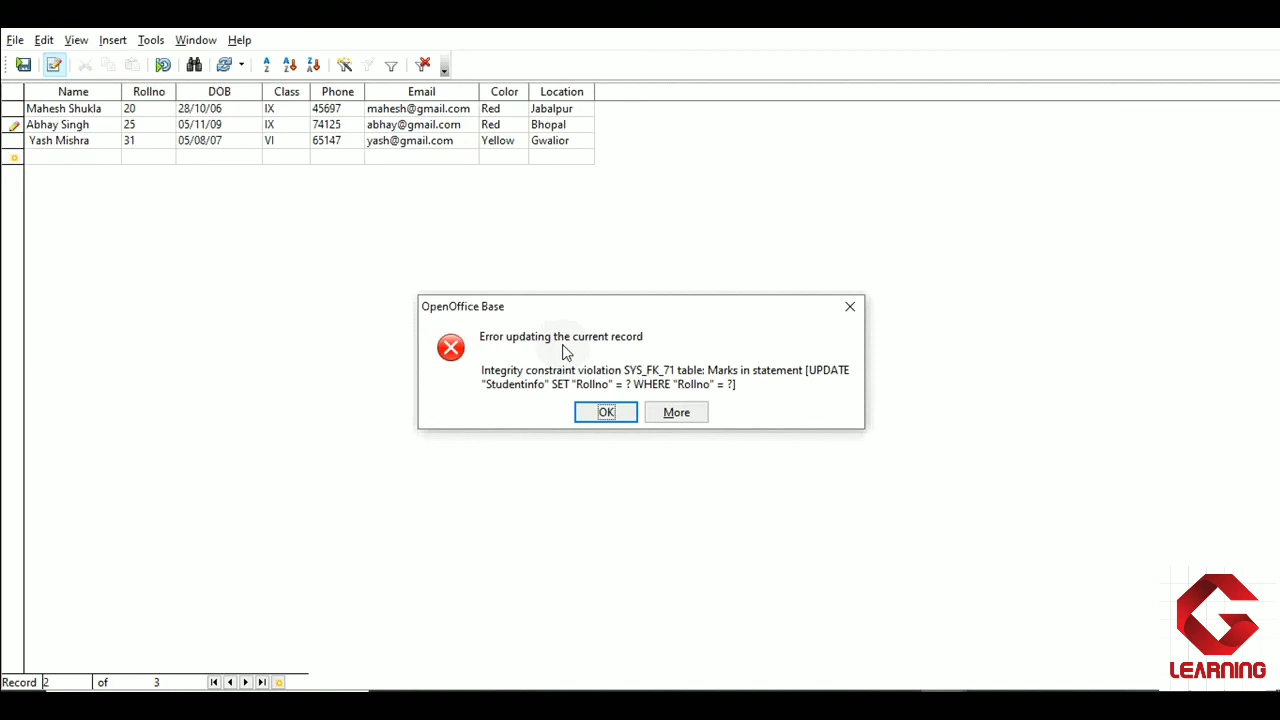 File Edit View Insert Tools Window Help
Name Rollno DOB Class Phone Email Color Location
Mahesh Shukla 20 28/10/06 IX 45697 mahesh@gmail.com Red Jabalpur
Abhay Singh 25 05/11/09 IX 74125 abhay@gmail.com Red Bhopal
Yash Mishra 31 05/08/07 VI 65147 yash@gmail.com Yellow Gwalior
OpenOffice Base
Error updating the current record
Integrity constraint violation SYS_FK_71 table: Marks in statement [UPDATE
"Studentinfo" SET "Rollno" = ? WHERE "Rollno" = ?]
OK More
LEARNING
Record 2 of 3